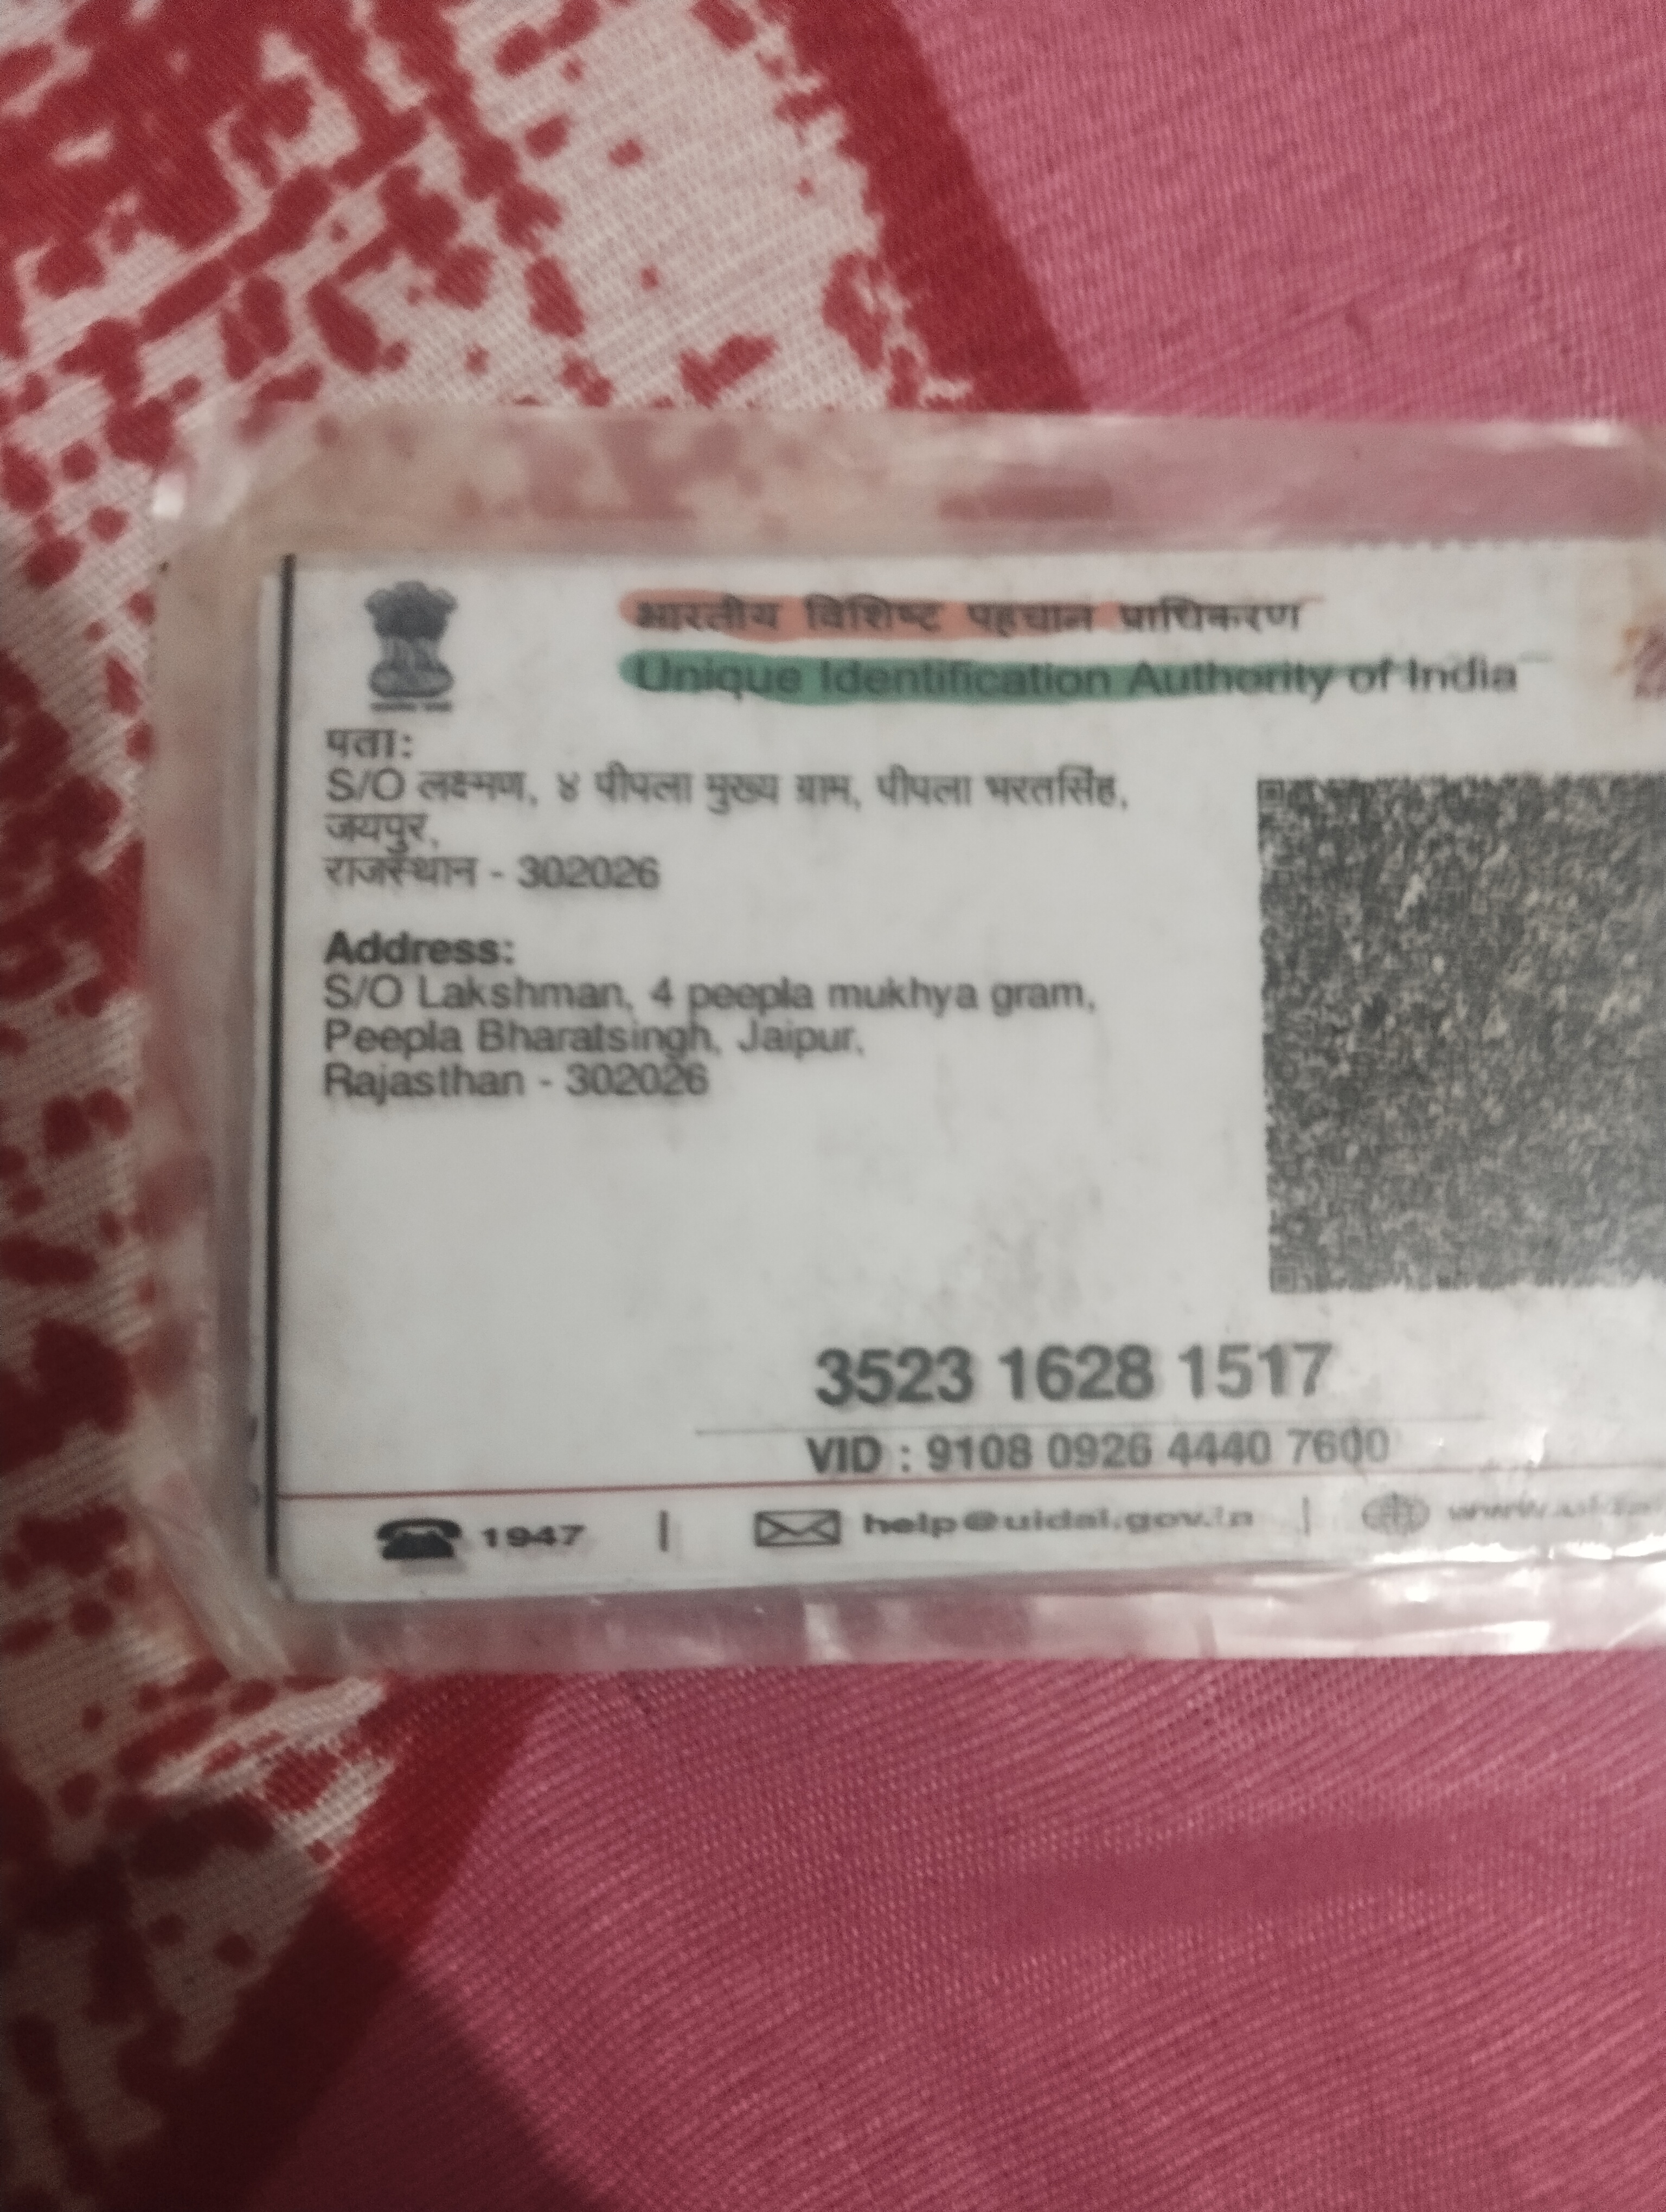 भारतीय विशिष्ट पहचान प्राधिकरण
Unique Identification Authority of India
पता:
S/O लक्ष्मण, ४ पीपला मुख्य ग्राम, पीपला भरतसिंह,
जयपुर,
राजस्थान - 302026
Address:
S/O Lakshman, 4 peepla mukhya gram,
Peepla Bharatsingh, Jaipur,
Rajasthan - 302026
3523 1628 1517
VID : 9108 0926 4440 7600
1947 | help@uidai.gov.in |